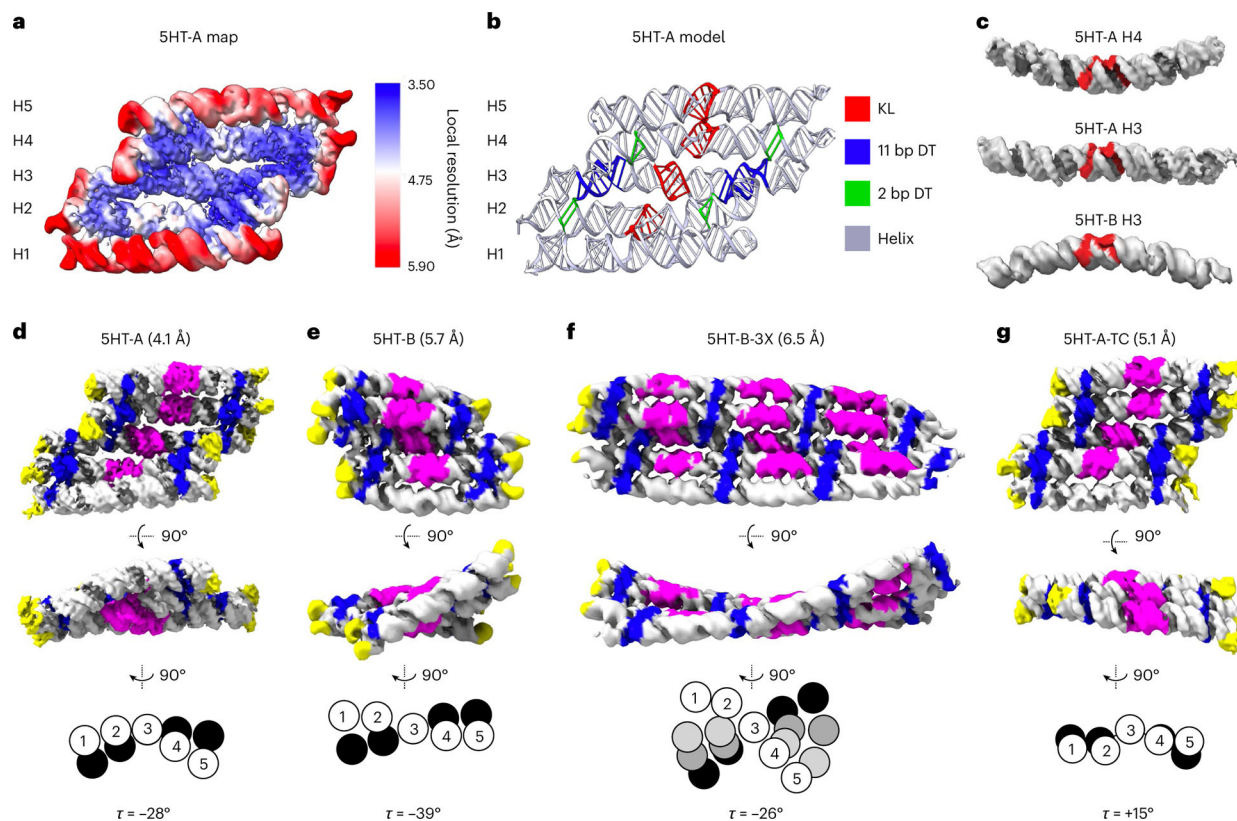 a
5HT-A map
H5
H4
H3
H2
H1
3.50
4.75
5.90
Local resolution (Å)
b
5HT-A model
H5
H4
H3
H2
H1
KL
11 bp DT
2 bp DT
Helix
c
5HT-A H4
5HT-A H3
5HT-B H3
d
5HT-A (4.1 Å)
90°
90°
1 2 3 4 5
τ = –28°
e
5HT-B (5.7 Å)
90°
90°
1 2 3 4 5
τ = –39°
f
5HT-B-3X (6.5 Å)
90°
90°
1 2 3 4 5
τ = –26°
g
5HT-A-TC (5.1 Å)
90°
90°
1 2 3 4 5
τ = +15°